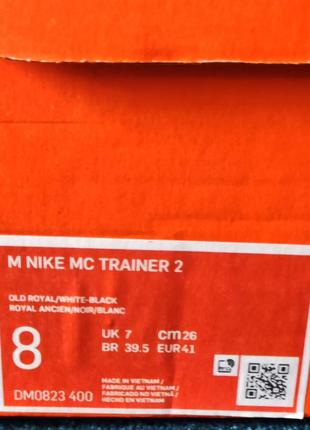 M NIKE MC TRAINER 2
OLD ROYAL/WHITE-BLACK
ROYAL ANCIEN/NOIR/BLANC
8
UK 7 cm 26
BR 39.5 EUR 41
DM0823 400
MADE IN VIETNAM /
FABRIQUE AU VIETNAM /
FABRICADO NO VIETNÃ /
HECHO EN VIETNAM